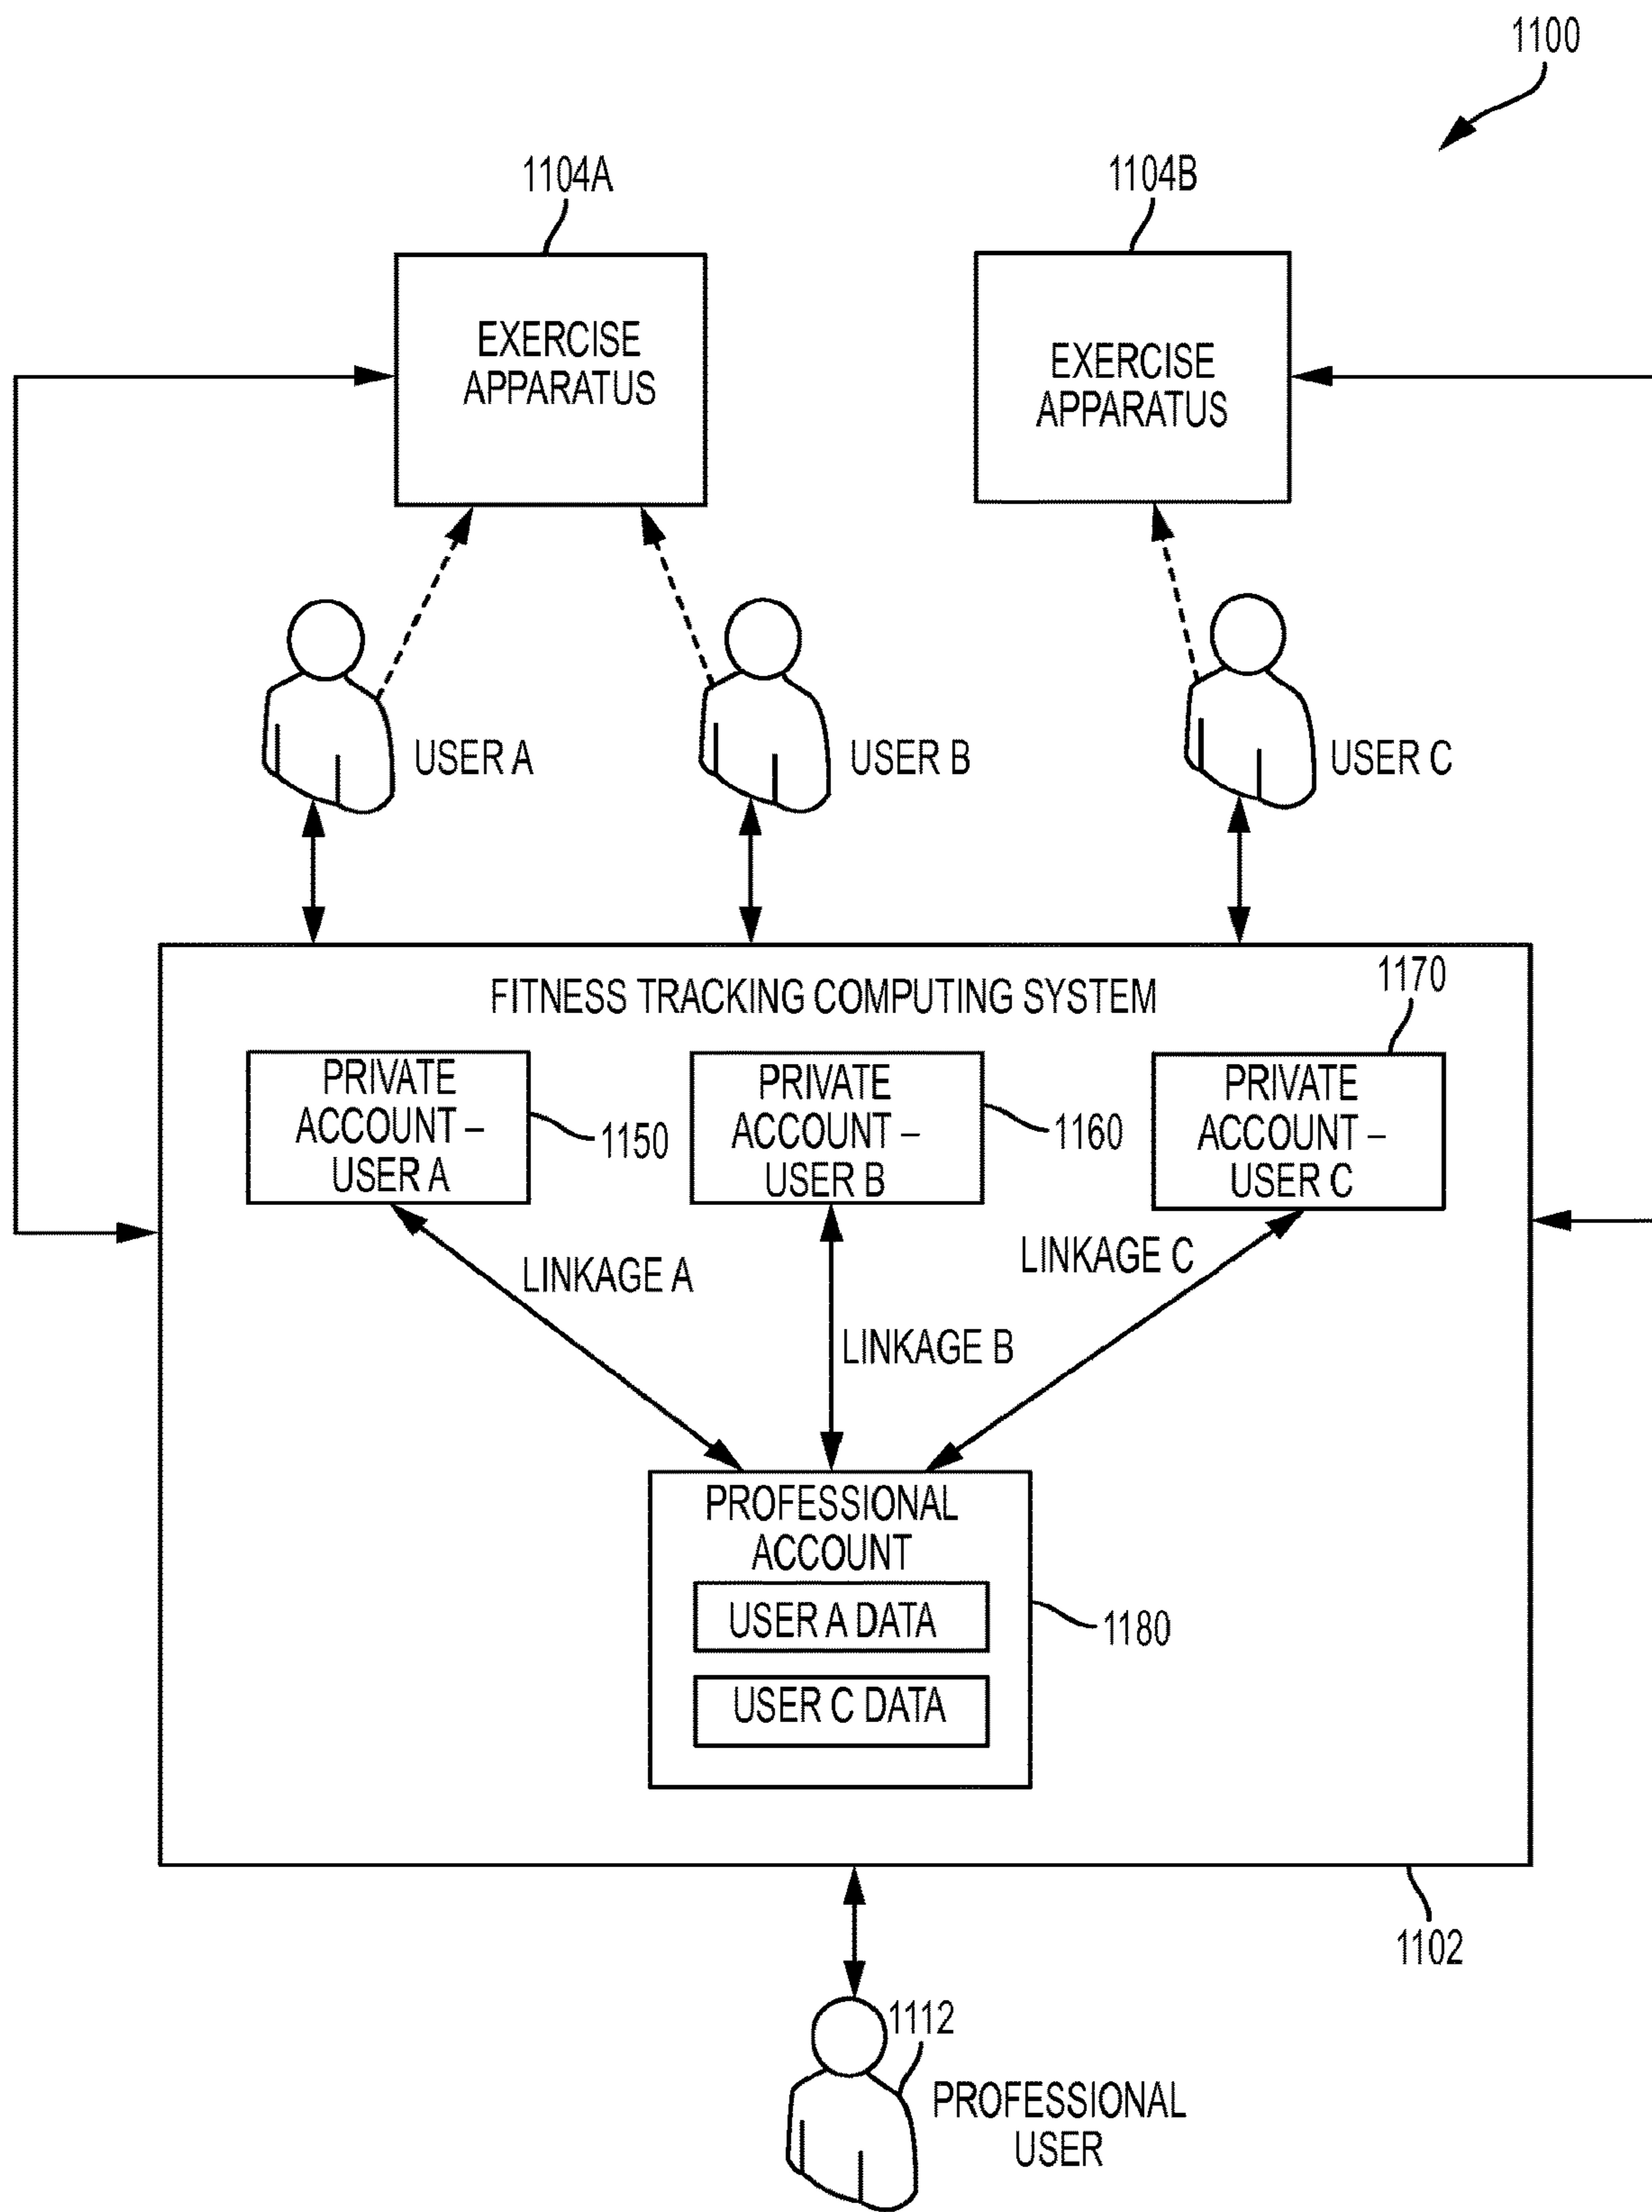 1100
1104A
1104B
EXERCISE
APPARATUS
EXERCISE
APPARATUS
USER A
USER B
USER C
FITNESS TRACKING COMPUTING SYSTEM
1170
PRIVATE
ACCOUNT –
USER A
1150
PRIVATE
ACCOUNT –
USER B
1160
PRIVATE
ACCOUNT –
USER C
LINKAGE A
LINKAGE B
LINKAGE C
PROFESSIONAL
ACCOUNT
USER A DATA
USER C DATA
1180
1102
1112
PROFESSIONAL
USER